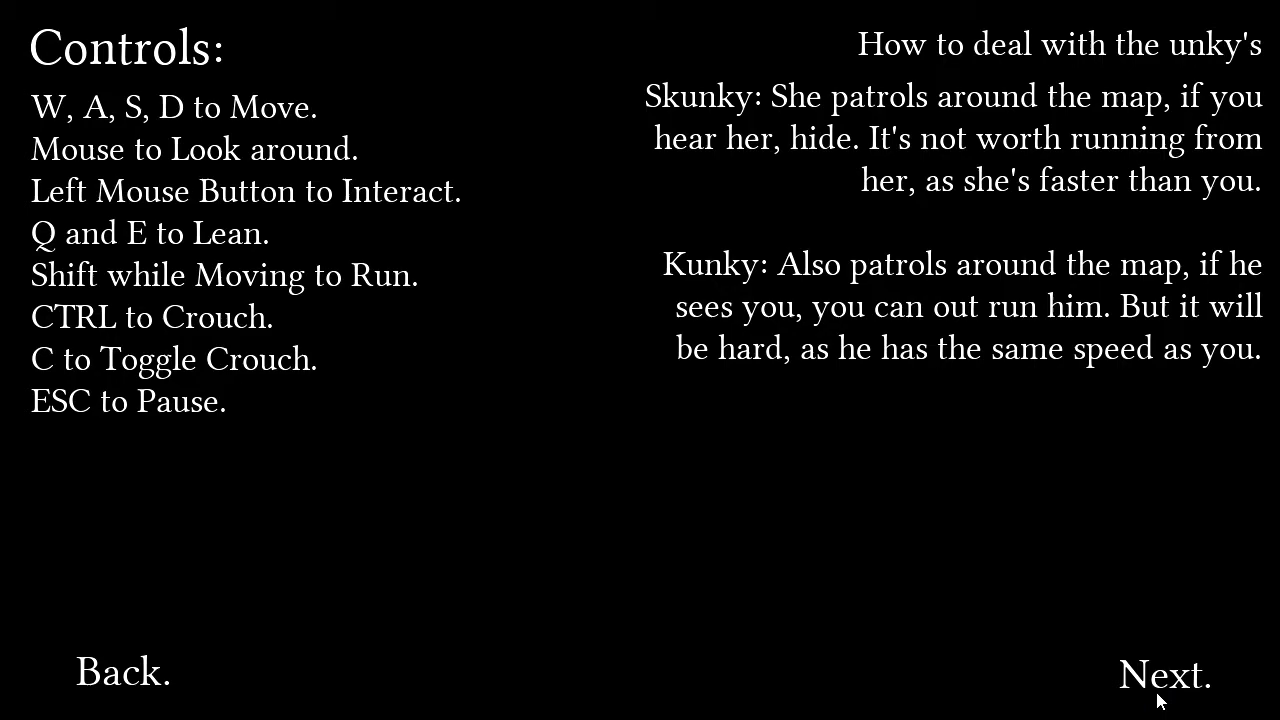 Controls:
W, A, S, D to Move.
Mouse to Look around.
Left Mouse Button to Interact.
Q and E to Lean.
Shift while Moving to Run.
CTRL to Crouch.
C to Toggle Crouch.
ESC to Pause.
How to deal with the unky's
Skunky: She patrols around the map, if you
hear her, hide. It's not worth running from
her, as she's faster than you.
Kunky: Also patrols around the map, if he
sees you, you can out run him. But it will
be hard, as he has the same speed as you.
Back.
Next.